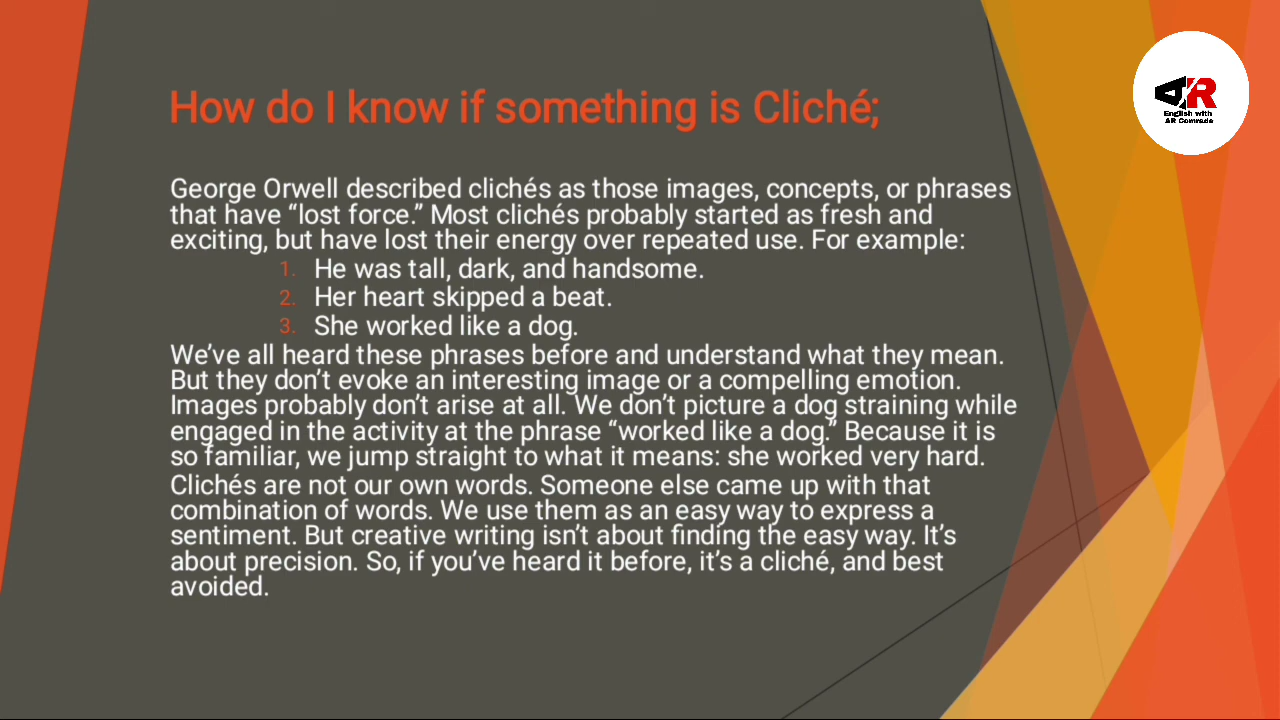 How do I know if something is Cliché;
George Orwell described clichés as those images, concepts, or phrases
that have “lost force.” Most clichés probably started as fresh and
exciting, but have lost their energy over repeated use. For example:
1. He was tall, dark, and handsome.
2. Her heart skipped a beat.
3. She worked like a dog.
We’ve all heard these phrases before and understand what they mean.
But they don’t evoke an interesting image or a compelling emotion.
Images probably don’t arise at all. We don’t picture a dog straining while
engaged in the activity at the phrase “worked like a dog.” Because it is
so familiar, we jump straight to what it means: she worked very hard.
Clichés are not our own words. Someone else came up with that
combination of words. We use them as an easy way to express a
sentiment. But creative writing isn’t about finding the easy way. It’s
about precision. So, if you’ve heard it before, it’s a cliché, and best
avoided.
AR
English with
AR Comrade